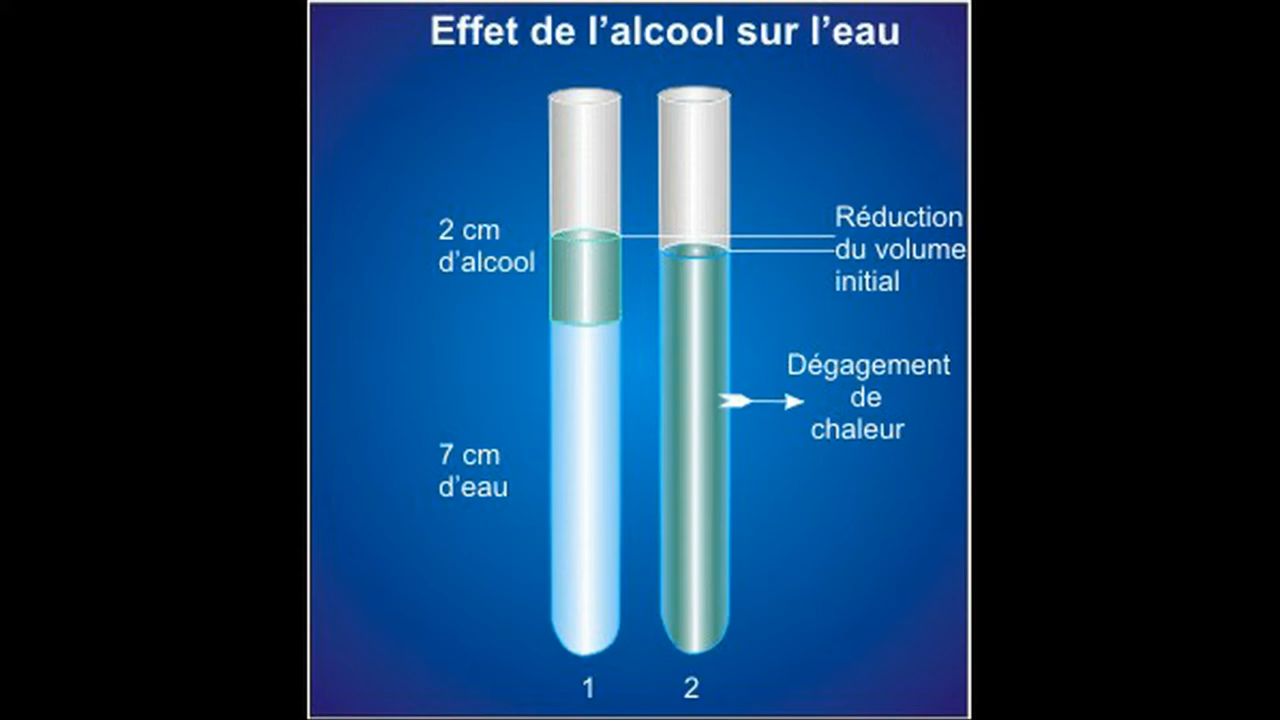 Effet de l’alcool sur l’eau
2 cm
d’alcool
Réduction
du volume
initial
Dégagement
de
chaleur
7 cm
d’eau
1
2